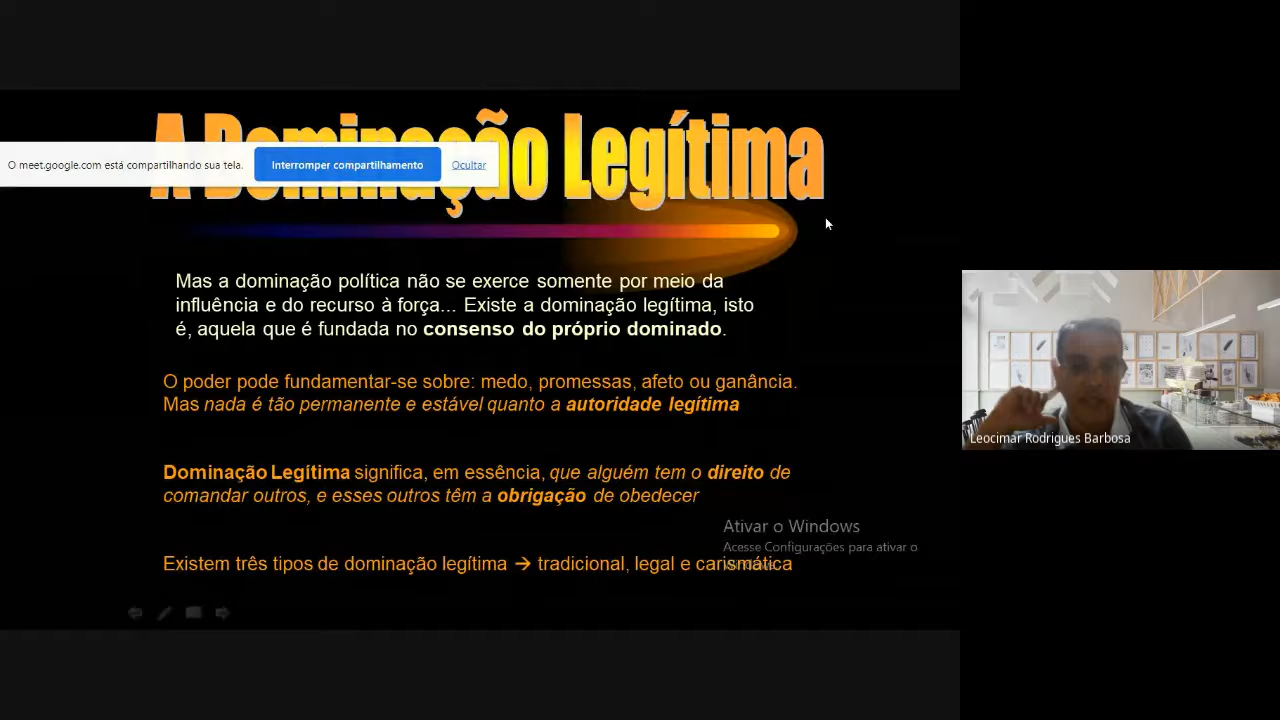 A Dominação Legítima
O meet.google.com está compartilhando sua tela.
Interromper compartilhamento
Ocultar
Mas a dominação política não se exerce somente por meio da
influência e do recurso à força... Existe a dominação legítima, isto
é, aquela que é fundada no consenso do próprio dominado.
O poder pode fundamentar-se sobre: medo, promessas, afeto ou ganância.
Mas nada é tão permanente e estável quanto a autoridade legítima
Dominação Legítima significa, em essência, que alguém tem o direito de
comandar outros, e esses outros têm a obrigação de obedecer
Existem três tipos de dominação legítima → tradicional, legal e carismática
Ativar o Windows
Acesse Configurações para ativar o
Leocimar Rodrigues Barbosa